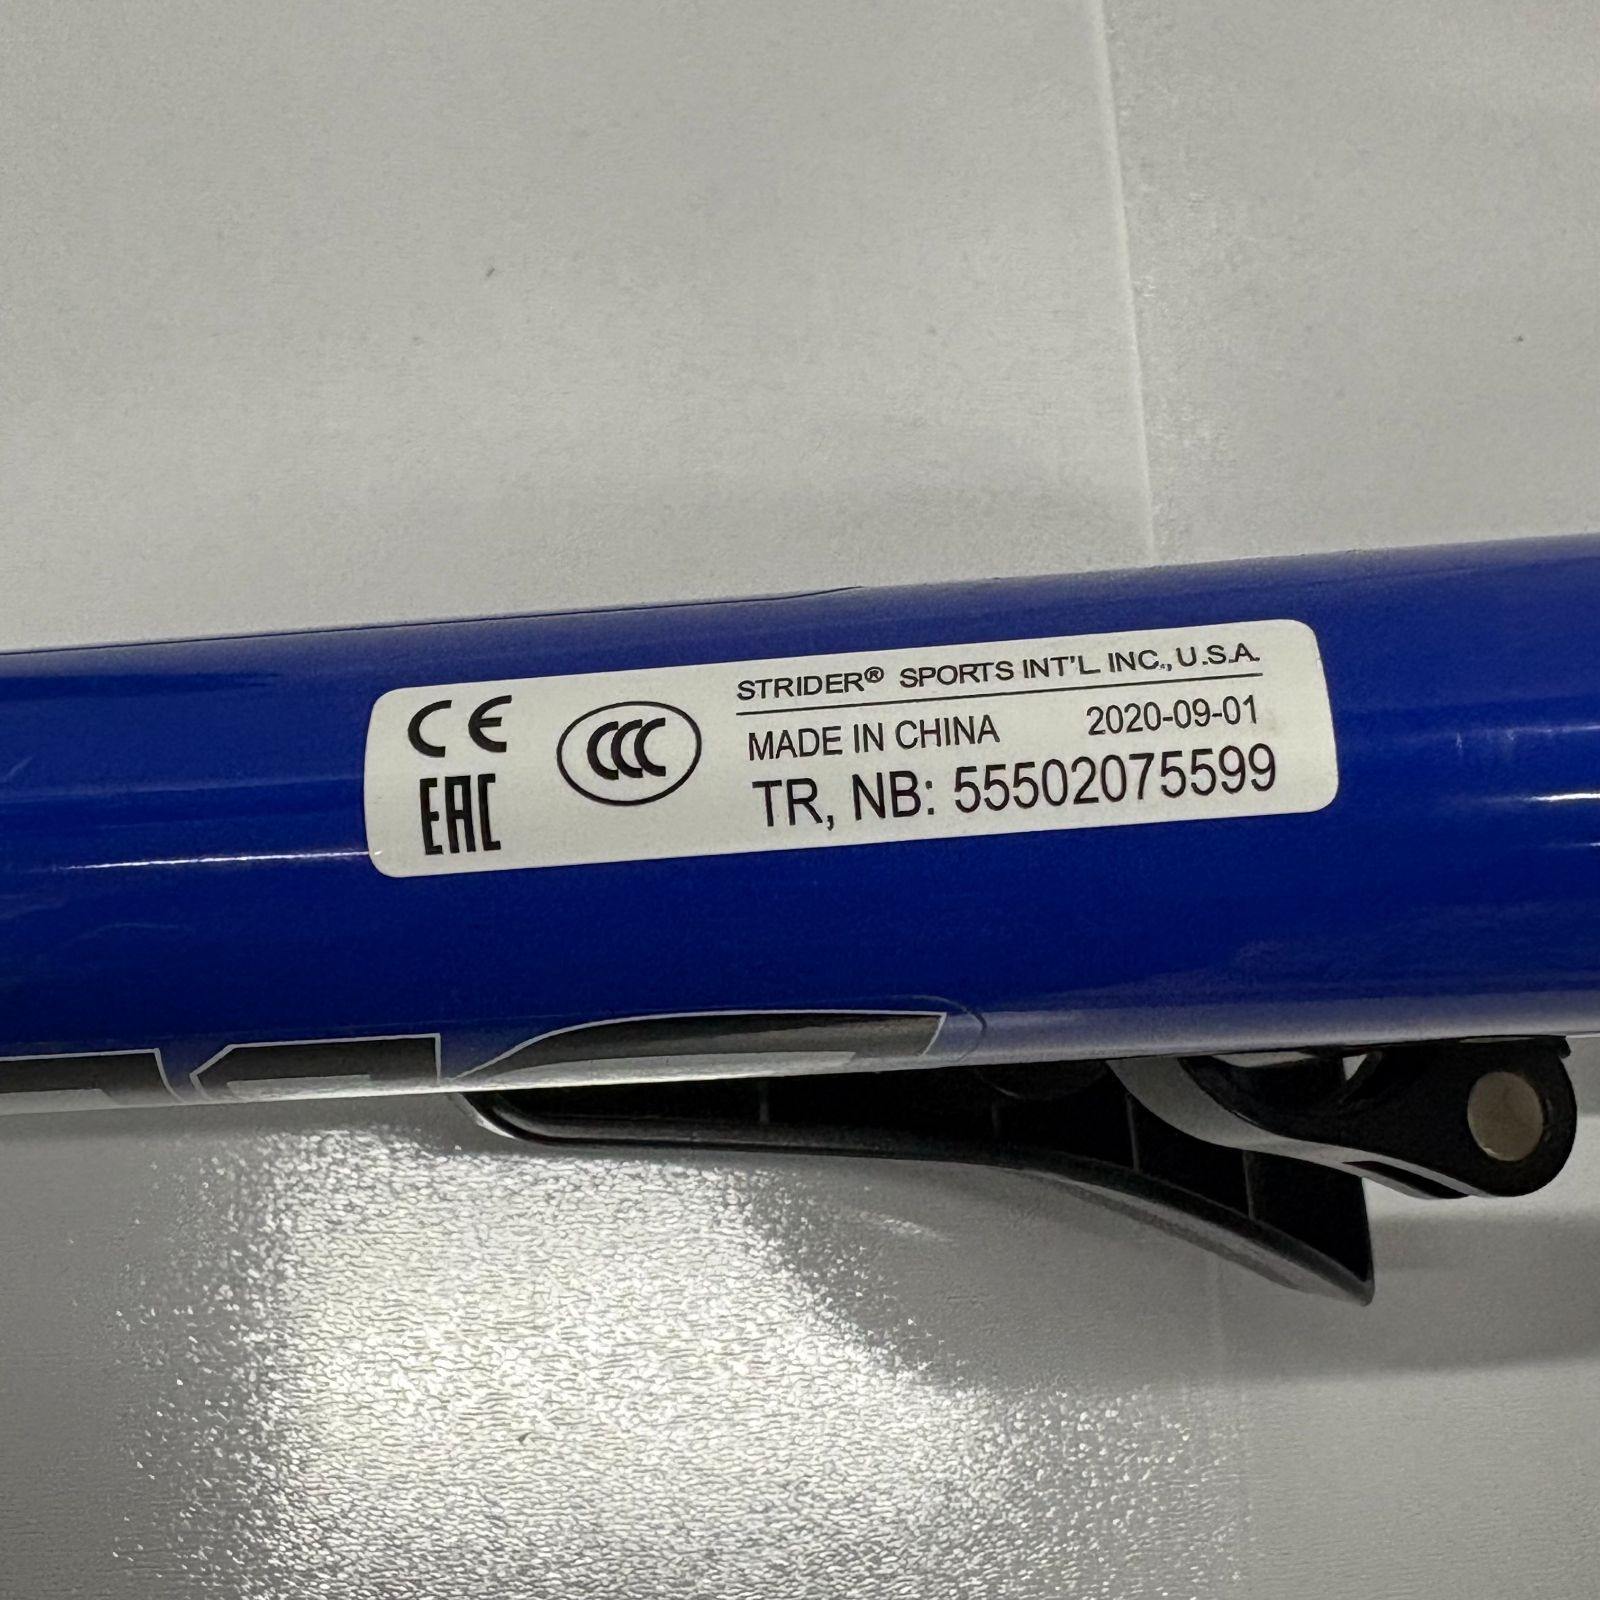 CE
EAC
CCC
STRIDER® SPORTS INT'L INC., U.S.A.
MADE IN CHINA 2020-09-01
TR, NB: 55502075599